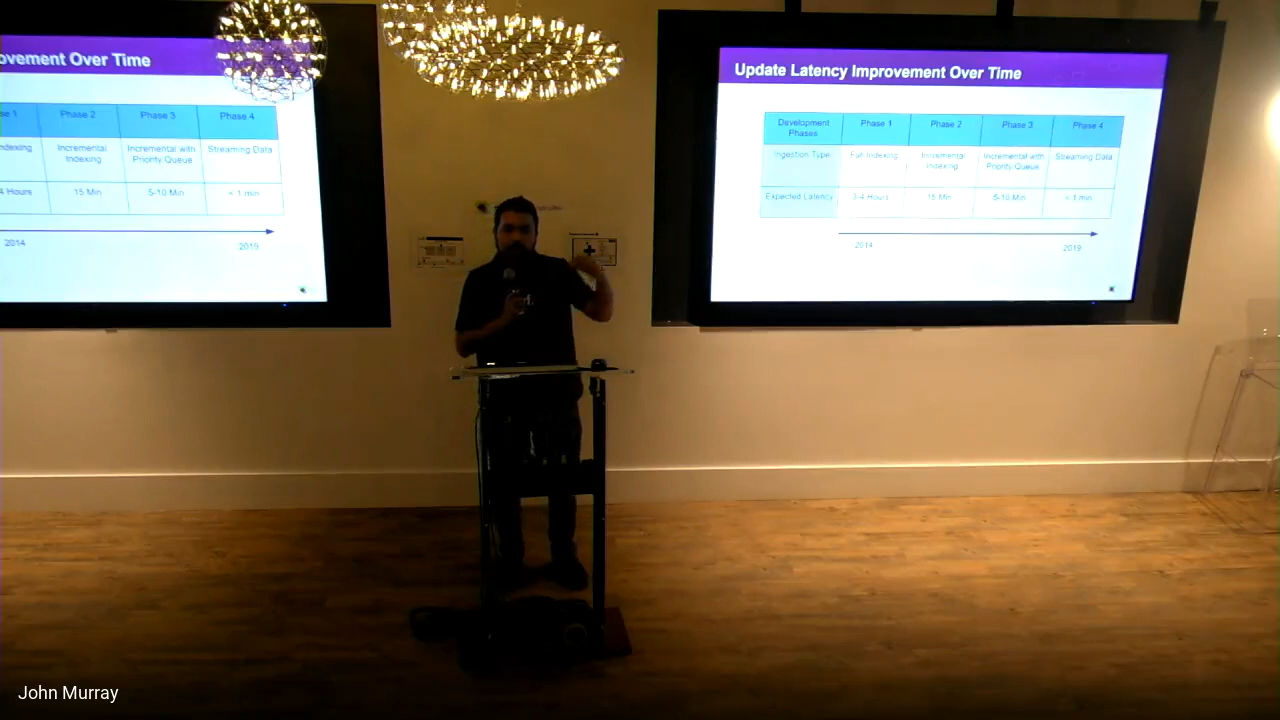 ovement Over Time
se 1 Phase 2 Phase 3 Phase 4
ndexing Incremental Indexing Incremental with Priority Queue Streaming Data
4 Hours 15 Min 5-10 Min < 1 min
2014 2019
Update Latency Improvement Over Time
Development Phases Phase 1 Phase 2 Phase 3 Phase 4
Ingestion Type Full Indexing Incremental Indexing Incremental with Priority Queue Streaming Data
Expected Latency 3-4 Hours 15 Min 5-10 Min < 1 min
2014 2019
John Murray